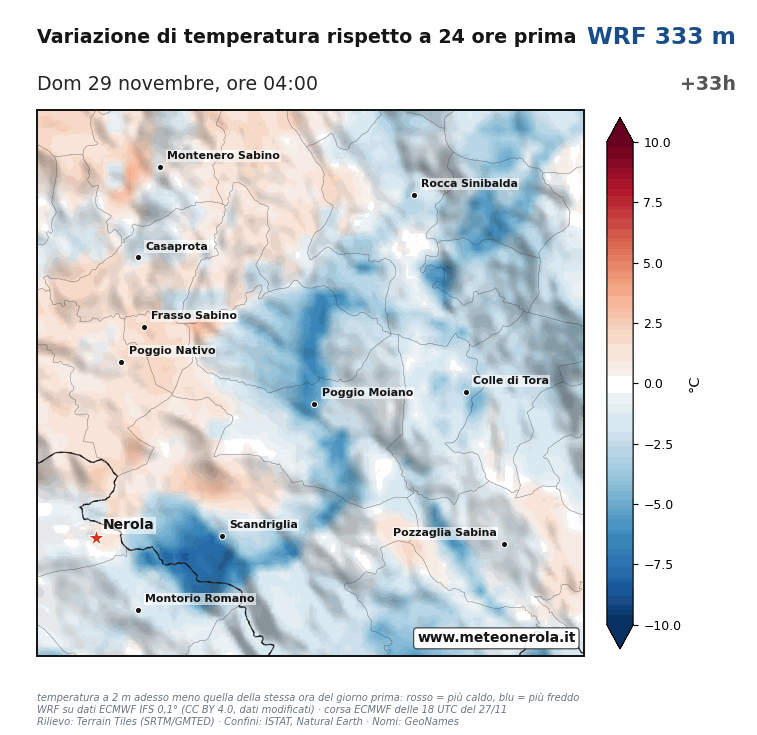 Variazione di temperatura rispetto a 24 ore prima WRF 333 m
Dom 29 novembre, ore 04:00 +33h
Montenero Sabino
Rocca Sinibalda
Casaprota
Frasso Sabino
Poggio Nativo
Poggio Moiano
Colle di Tora
Nerola
Scandriglia
Pozzaglia Sabina
Montorio Romano
www.meteonerola.it
10.0
7.5
5.0
2.5
0.0
−2.5
−5.0
−7.5
−10.0
°C
temperatura a 2 m adesso meno quella della stessa ora del giorno prima: rosso = più caldo, blu = più freddo
WRF su dati ECMWF IFS 0,1° (CC BY 4.0, dati modificati) · corsa ECMWF delle 18 UTC del 27/11
Rilievo: Terrain Tiles (SRTM/GMTED) · Confini: ISTAT, Natural Earth · Nomi: GeoNames